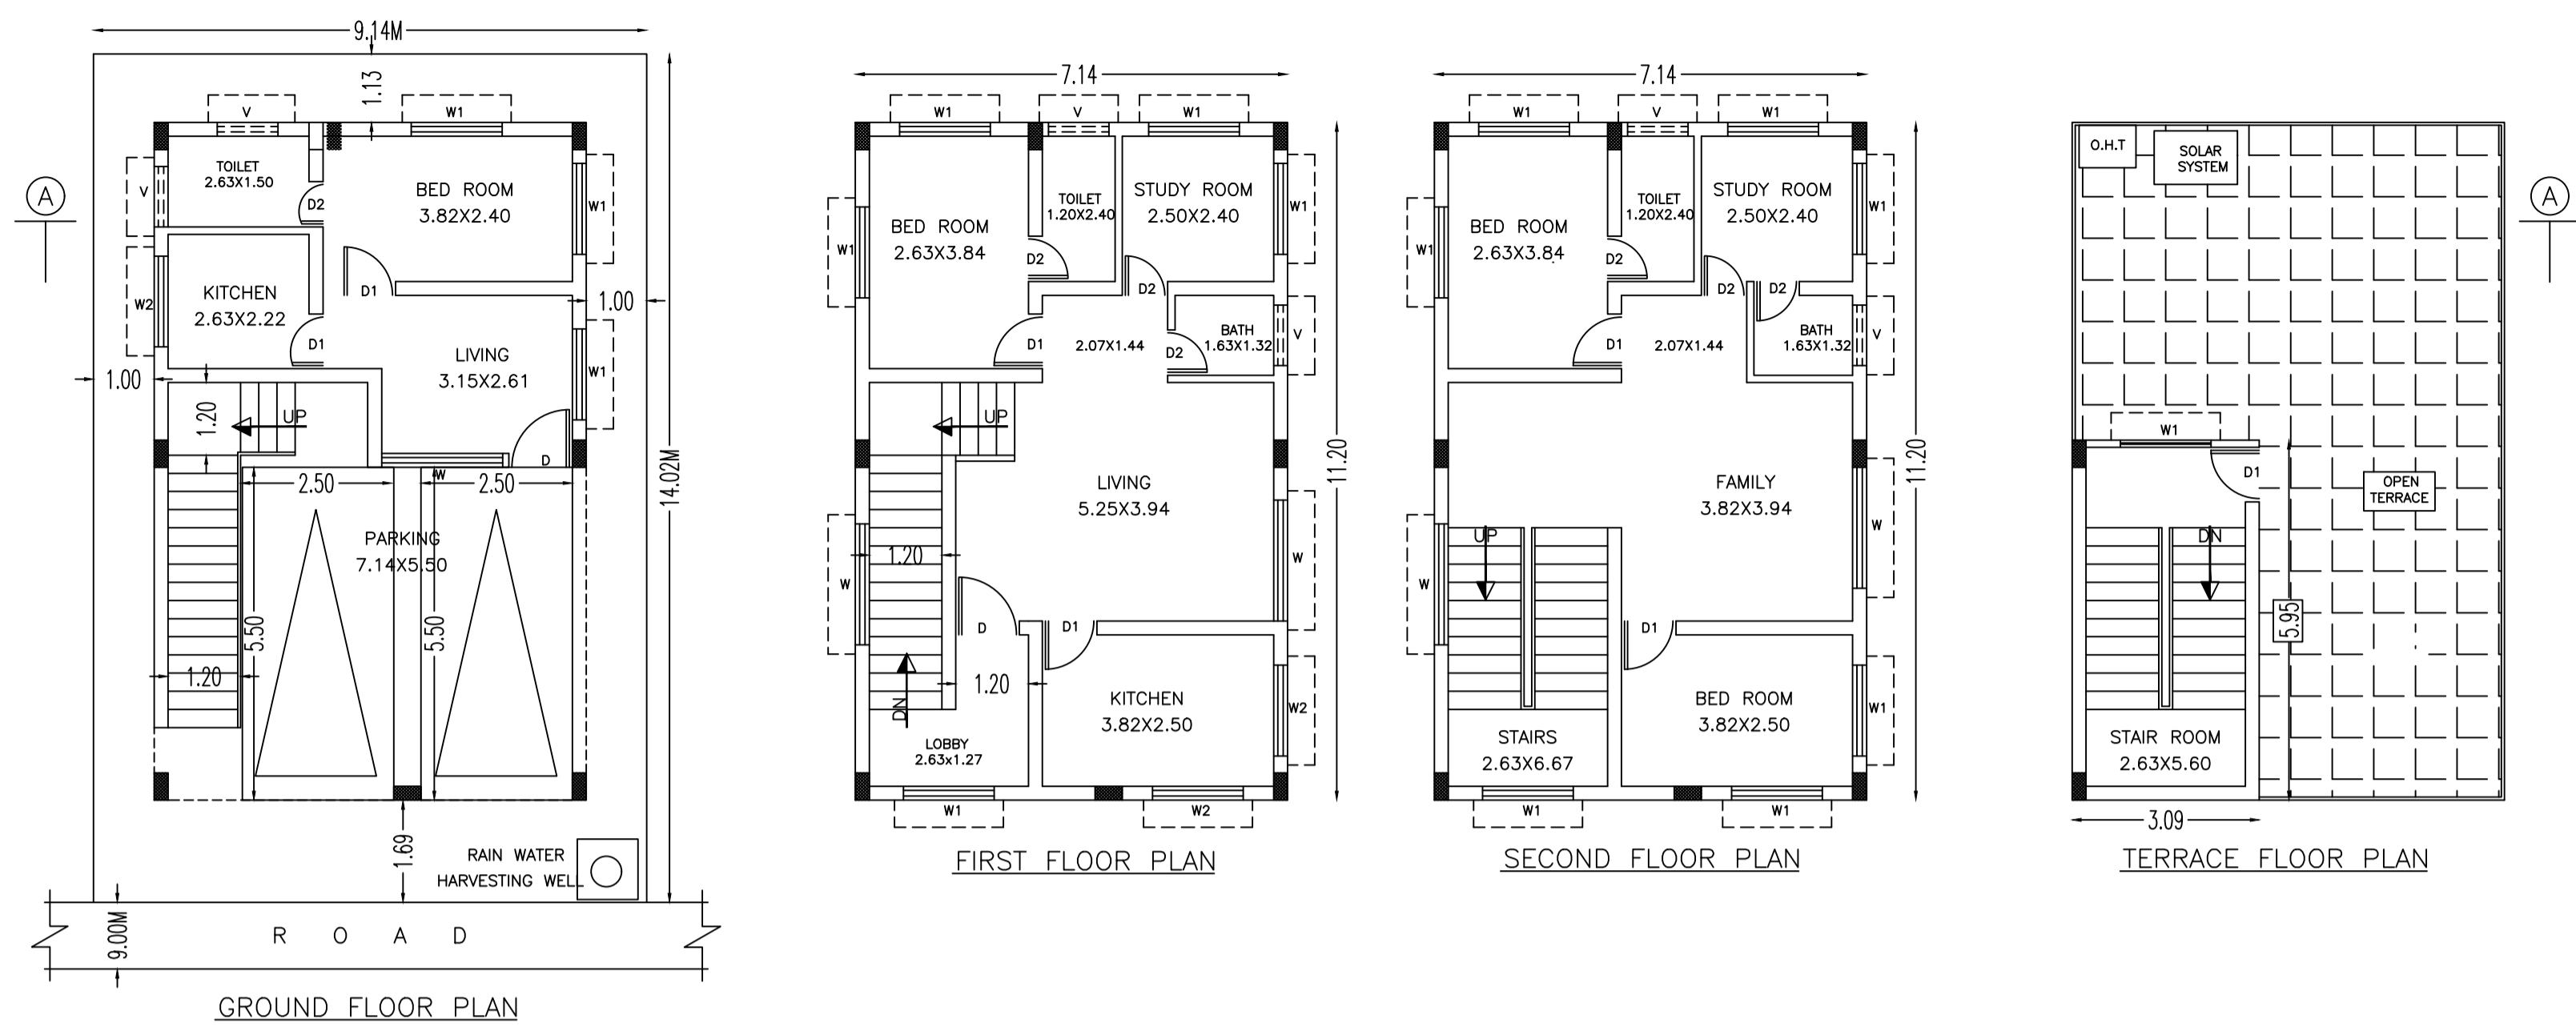 9.14M
1.13
V
W1
TOILET
2.63X1.50
V
D2
BED ROOM
3.82X2.40
W1
A
KITCHEN
2.63X2.22
W2
D1
D1
1.00
LIVING
3.15X2.61
W1
1.00
1.20
UP
D
W
2.50
2.50
14.02M
PARKING
7.14X5.50
5.50
5.50
1.20
1.69
RAIN WATER
HARVESTING WELL
9.00M
R O A D
GROUND FLOOR PLAN
7.14
W1
V
W1
BED ROOM
2.63X3.84
W1
TOILET
1.20X2.40
STUDY ROOM
2.50X2.40
W1
D2
D2
D1
2.07X1.44
D2
BATH
1.63X1.32
V
UP
11.20
LIVING
5.25X3.94
W
W
1.20
D
D1
1.20
DN
KITCHEN
3.82X2.50
W2
LOBBY
2.63x1.27
W1
W2
FIRST FLOOR PLAN
7.14
W1
V
W1
BED ROOM
2.63X3.84
W1
TOILET
1.20X2.40
STUDY ROOM
2.50X2.40
W1
D2
D2
D2
D1
2.07X1.44
BATH
1.63X1.32
V
11.20
FAMILY
3.82X3.94
W
UP
W
D1
BED ROOM
3.82X2.50
W1
STAIRS
2.63X6.67
W1
W1
SECOND FLOOR PLAN
O.H.T
SOLAR
SYSTEM
A
W1
D1
OPEN
TERRACE
DN
5.95
STAIR ROOM
2.63X5.60
3.09
TERRACE FLOOR PLAN